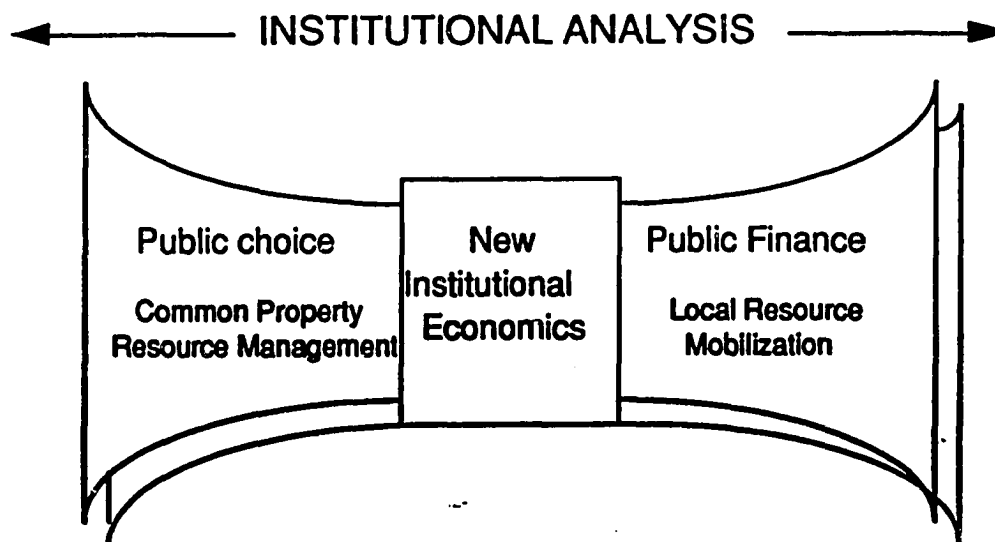 INSTITUTIONAL ANALYSIS
Public choice
Common Property
Resource Management
New
Institutional
Economics
Public Finance
Local Resource
Mobilization